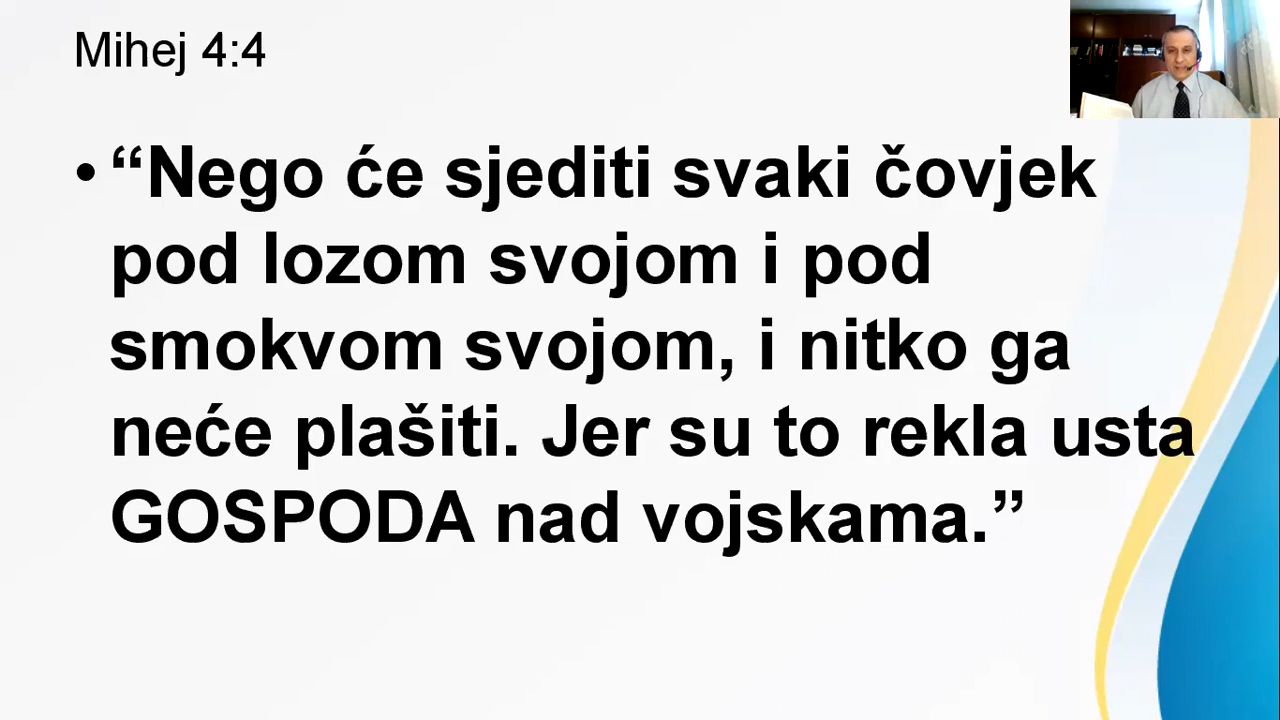 Mihej 4:4
• “Nego će sjediti svaki čovjek
pod lozom svojom i pod
smokvom svojom, i nitko ga
neće plašiti. Jer su to rekla usta
GOSPODA nad vojskama.”